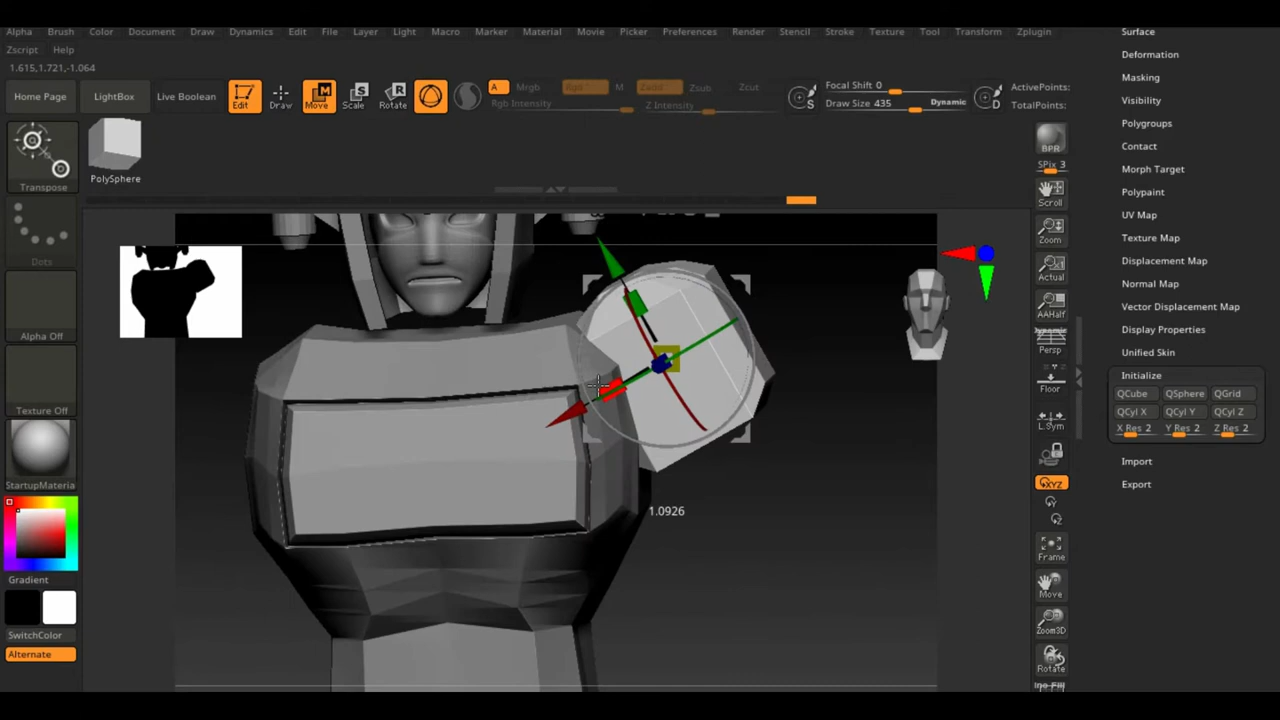 Alpha Brush Color Document Draw Dynamics Edit File Layer Light Macro Marker Material Movie Picker Preferences Render Stencil Stroke Texture Tool Transform Zplugin
Zscript Help
1.615,1.721,-1.064
Home Page LightBox Live Boolean Edit Draw Move Scale Rotate A Mrgb M Zsub Zcut
Rgb Intensity Z Intensity
Focal Shift 0
Draw Size 435 Dynamic
S D
ActivePoints:
TotalPoints:
Transpose
PolySphere
Dots
Alpha Off
Texture Off
StartupMateria
Gradient
SwitchColor
Alternate
1.0926
BPR
SPix 3
Scroll
Zoom
Actual
AAHalf
Dynamic
Persp
Floor
L.Sym
XYZ
Y
Z
Frame
Move
Zoom3D
Rotate
Surface
Deformation
Masking
Visibility
Polygroups
Contact
Morph Target
Polypaint
UV Map
Texture Map
Displacement Map
Normal Map
Vector Displacement Map
Display Properties
Unified Skin
Initialize
QCube QSphere QGrid
QCyl X QCyl Y QCyl Z
X Res 2 Y Res 2 Z Res 2
Import
Export